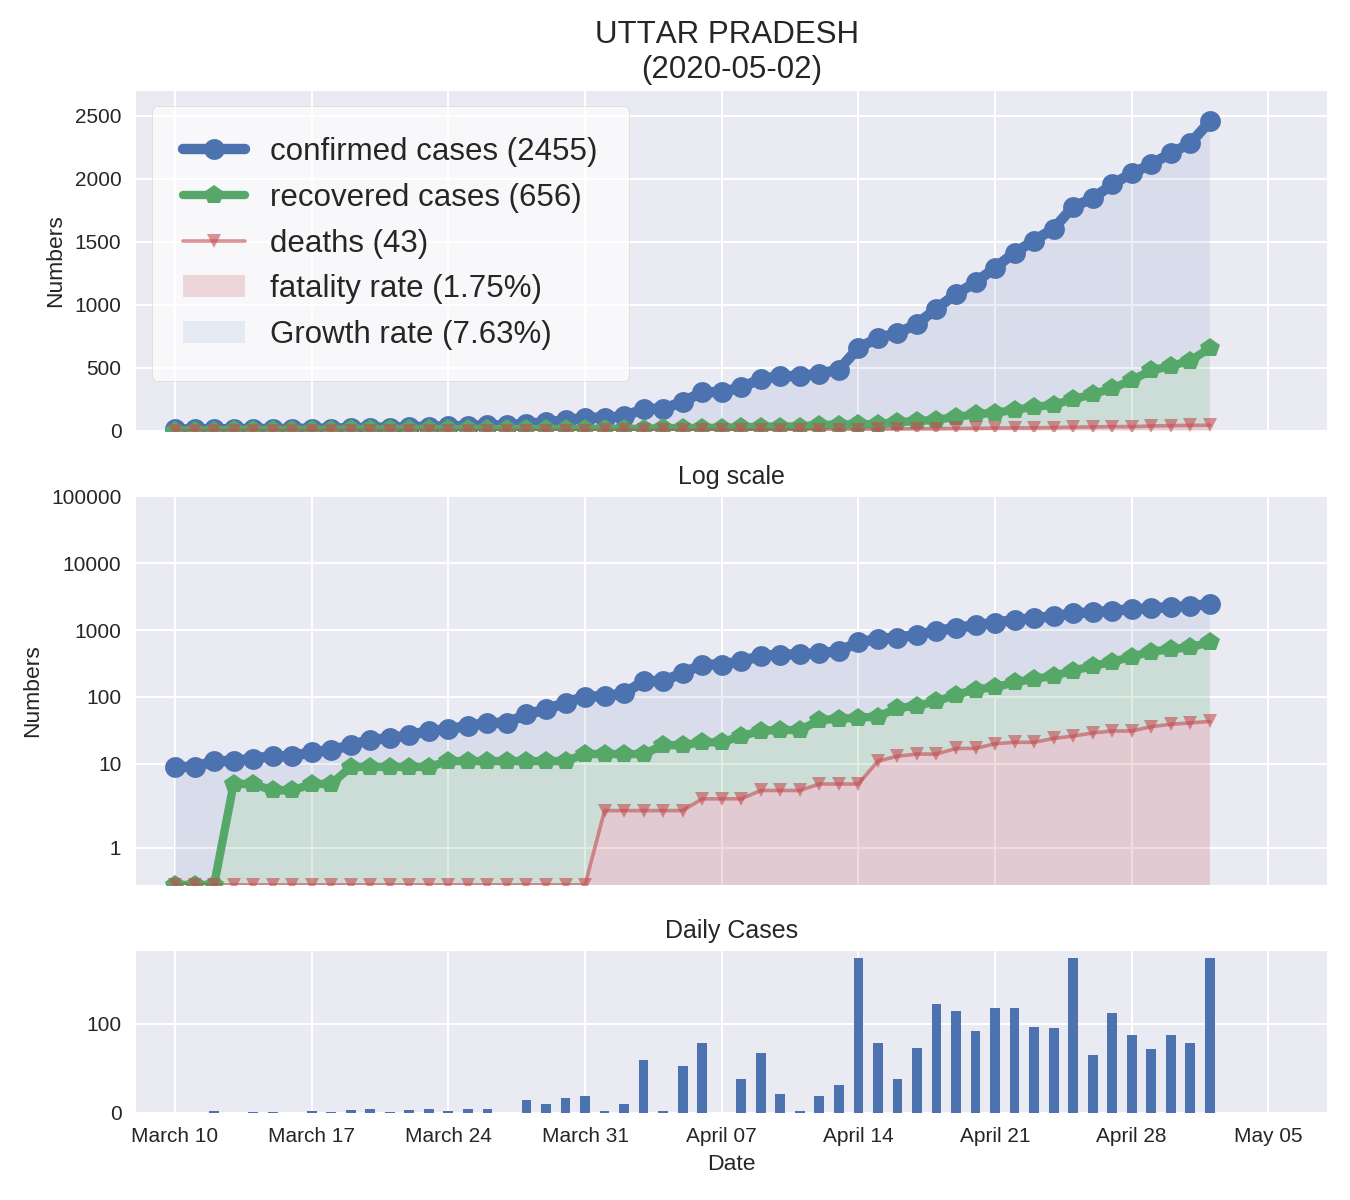 UTTAR PRADESH
(2020-05-02)
2500
2000
1500
1000
500
0
Numbers
confirmed cases (2455)
recovered cases (656)
deaths (43)
fatality rate (1.75%)
Growth rate (7.63%)
Log scale
100000
10000
1000
100
10
1
Numbers
Daily Cases
100
0
March 10 March 17 March 24 March 31 April 07 April 14 April 21 April 28 May 05
Date